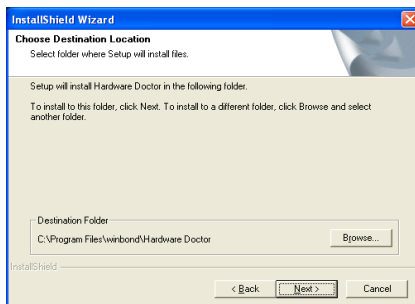 InstallShield Wizard
Choose Destination Location
Select folder where Setup will install files.
Setup will install Hardware Doctor in the following folder.
To install to this folder, click Next. To install to a different folder, click Browse and select
another folder.
Destination Folder
C:\Program Files\winbond\Hardware Doctor
Browse...
InstallShield
< Back
Next >
Cancel